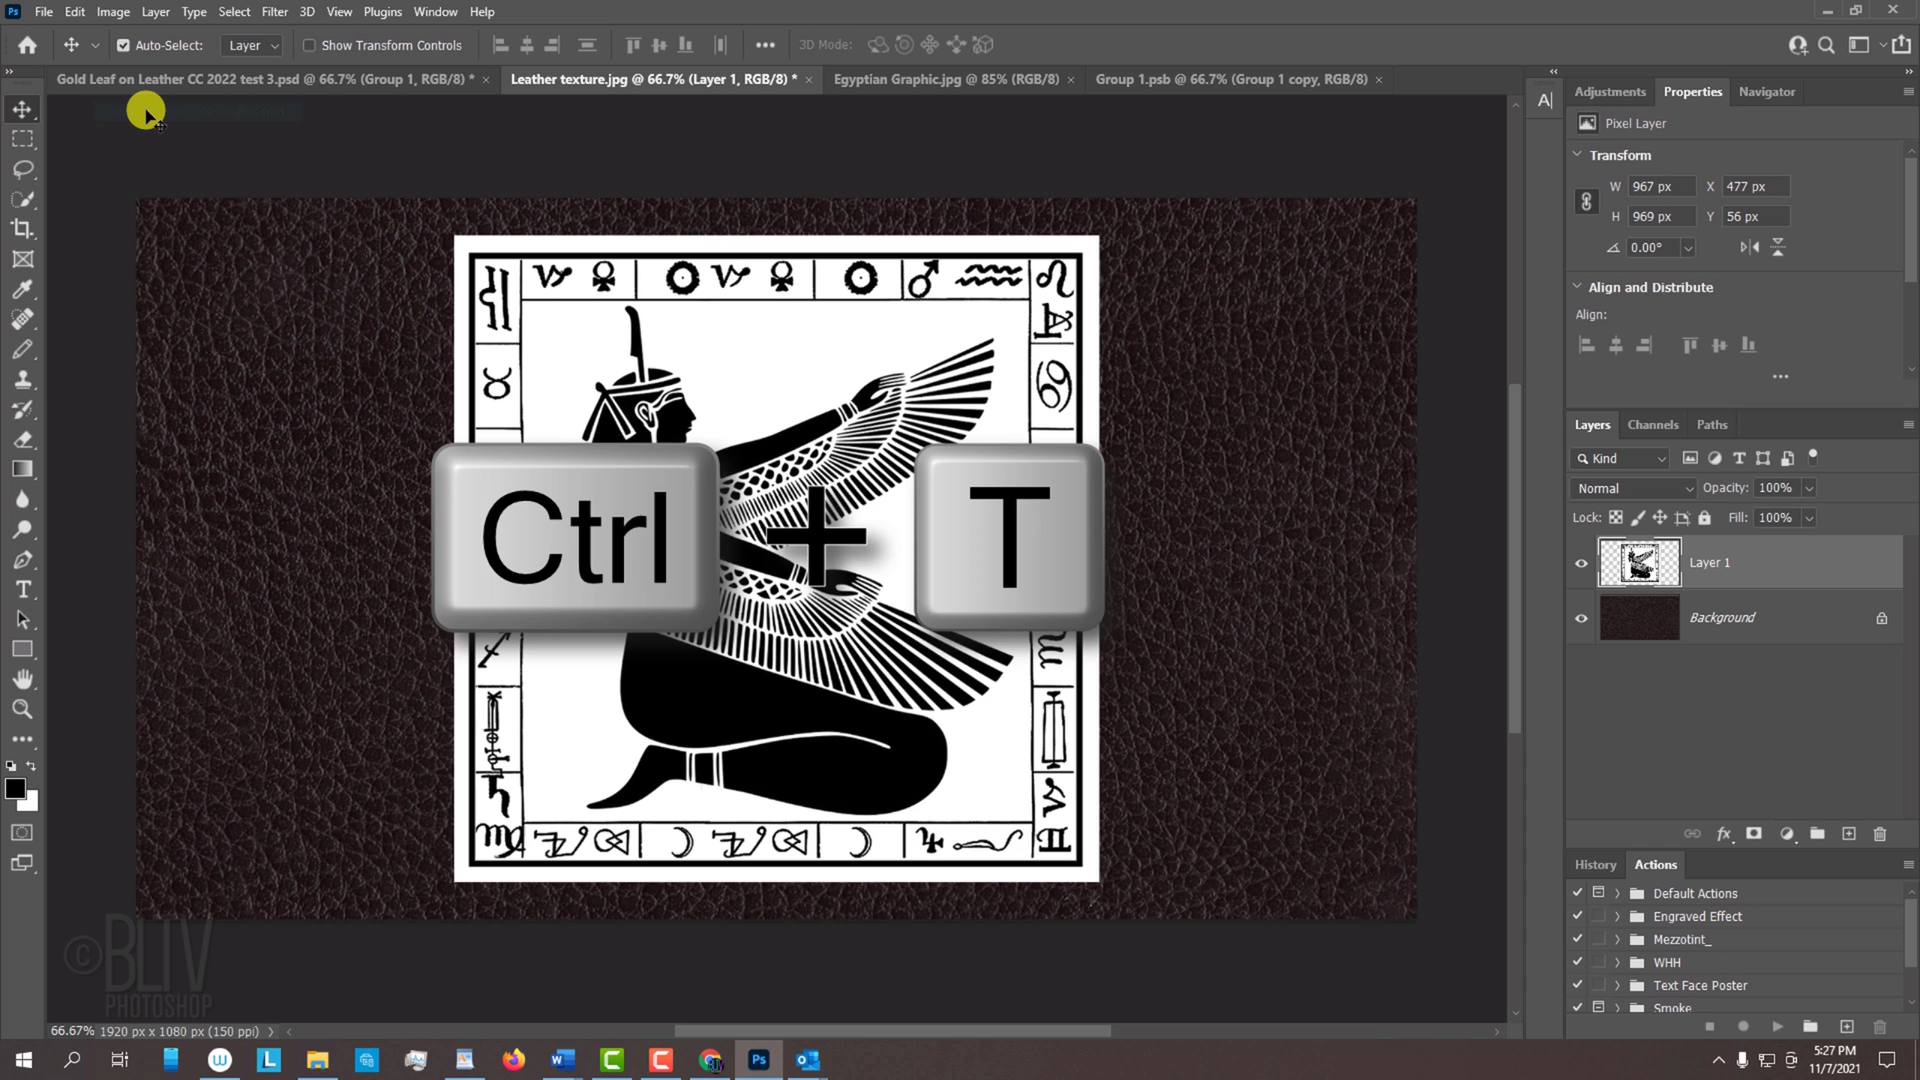 Ps File Edit Image Layer Type Select Filter 3D View Plugins Window Help
Auto-Select: Layer Show Transform Controls ••• 3D Mode:
Gold Leaf on Leather CC 2022 test 3.psd @ 66.7% (Group 1, RGB/8) * × Leather texture.jpg @ 66.7% (Layer 1, RGB/8) * × Egyptian Graphic.jpg @ 85% (RGB/8) × Group 1.psb @ 66.7% (Group 1 copy, RGB/8) ×
Adjustments Properties Navigator
Pixel Layer
Transform
W 967 px X 477 px
H 969 px Y 56 px
0.00°
Align and Distribute
Align:
•••
Layers Channels Paths
Kind
Normal Opacity: 100%
Lock: Fill: 100%
Layer 1
Background
Ctrl + T
fx
History Actions
Default Actions
Engraved Effect
Mezzotint_
WHH
Text Face Poster
Smoke
©BLIV
PHOTOSHOP
66.67% 1920 px x 1080 px (150 ppi)
5:27 PM
11/7/2021